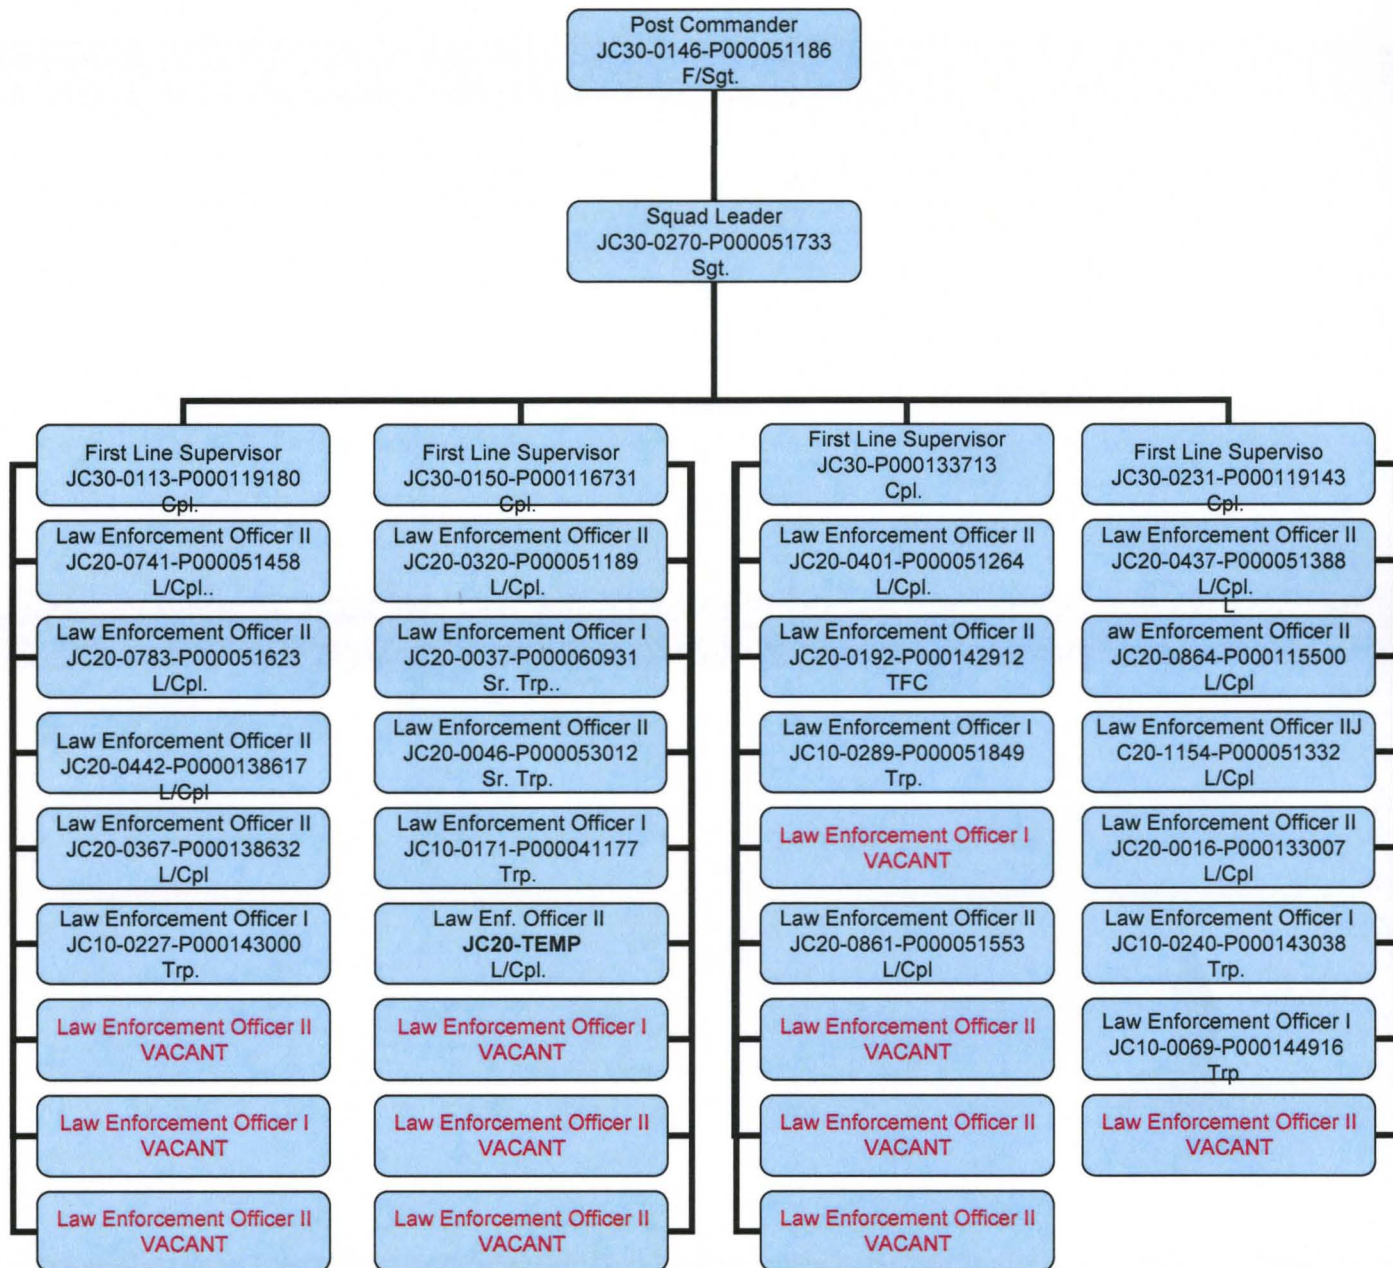 Post Commander
JC30-0146-P000051186
F/Sgt.
Squad Leader
JC30-0270-P000051733
Sgt.
First Line Supervisor
JC30-0113-P000119180
Cpl.
Law Enforcement Officer II
JC20-0741-P000051458
L/Cpl..
Law Enforcement Officer II
JC20-0783-P000051623
L/Cpl.
Law Enforcement Officer II
JC20-0442-P0000138617
L/Cpl
Law Enforcement Officer II
JC20-0367-P000138632
L/Cpl
Law Enforcement Officer I
JC10-0227-P000143000
Trp.
Law Enforcement Officer II
VACANT
Law Enforcement Officer I
VACANT
Law Enforcement Officer II
VACANT
First Line Supervisor
JC30-0150-P000116731
Cpl.
Law Enforcement Officer II
JC20-0320-P000051189
L/Cpl.
Law Enforcement Officer I
JC20-0037-P000060931
Sr. Trp..
Law Enforcement Officer II
JC20-0046-P000053012
Sr. Trp.
Law Enforcement Officer I
JC10-0171-P000041177
Trp.
Law Enf. Officer II
JC20-TEMP
L/Cpl.
Law Enforcement Officer I
VACANT
Law Enforcement Officer II
VACANT
Law Enforcement Officer II
VACANT
First Line Supervisor
JC30-P000133713
Cpl.
Law Enforcement Officer II
JC20-0401-P000051264
L/Cpl.
Law Enforcement Officer II
JC20-0192-P000142912
TFC
Law Enforcement Officer I
JC10-0289-P000051849
Trp.
Law Enforcement Officer I
VACANT
Law Enforcement Officer II
JC20-0861-P000051553
L/Cpl
Law Enforcement Officer II
VACANT
Law Enforcement Officer II
VACANT
Law Enforcement Officer II
VACANT
First Line Superviso
JC30-0231-P000119143
Cpl.
Law Enforcement Officer II
JC20-0437-P000051388
L/Cpl.
L
aw Enforcement Officer II
JC20-0864-P000115500
L/Cpl
Law Enforcement Officer IIJ
C20-1154-P000051332
L/Cpl
Law Enforcement Officer II
JC20-0016-P000133007
L/Cpl
Law Enforcement Officer I
JC10-0240-P000143038
Trp.
Law Enforcement Officer I
JC10-0069-P000144916
Trp
Law Enforcement Officer II
VACANT